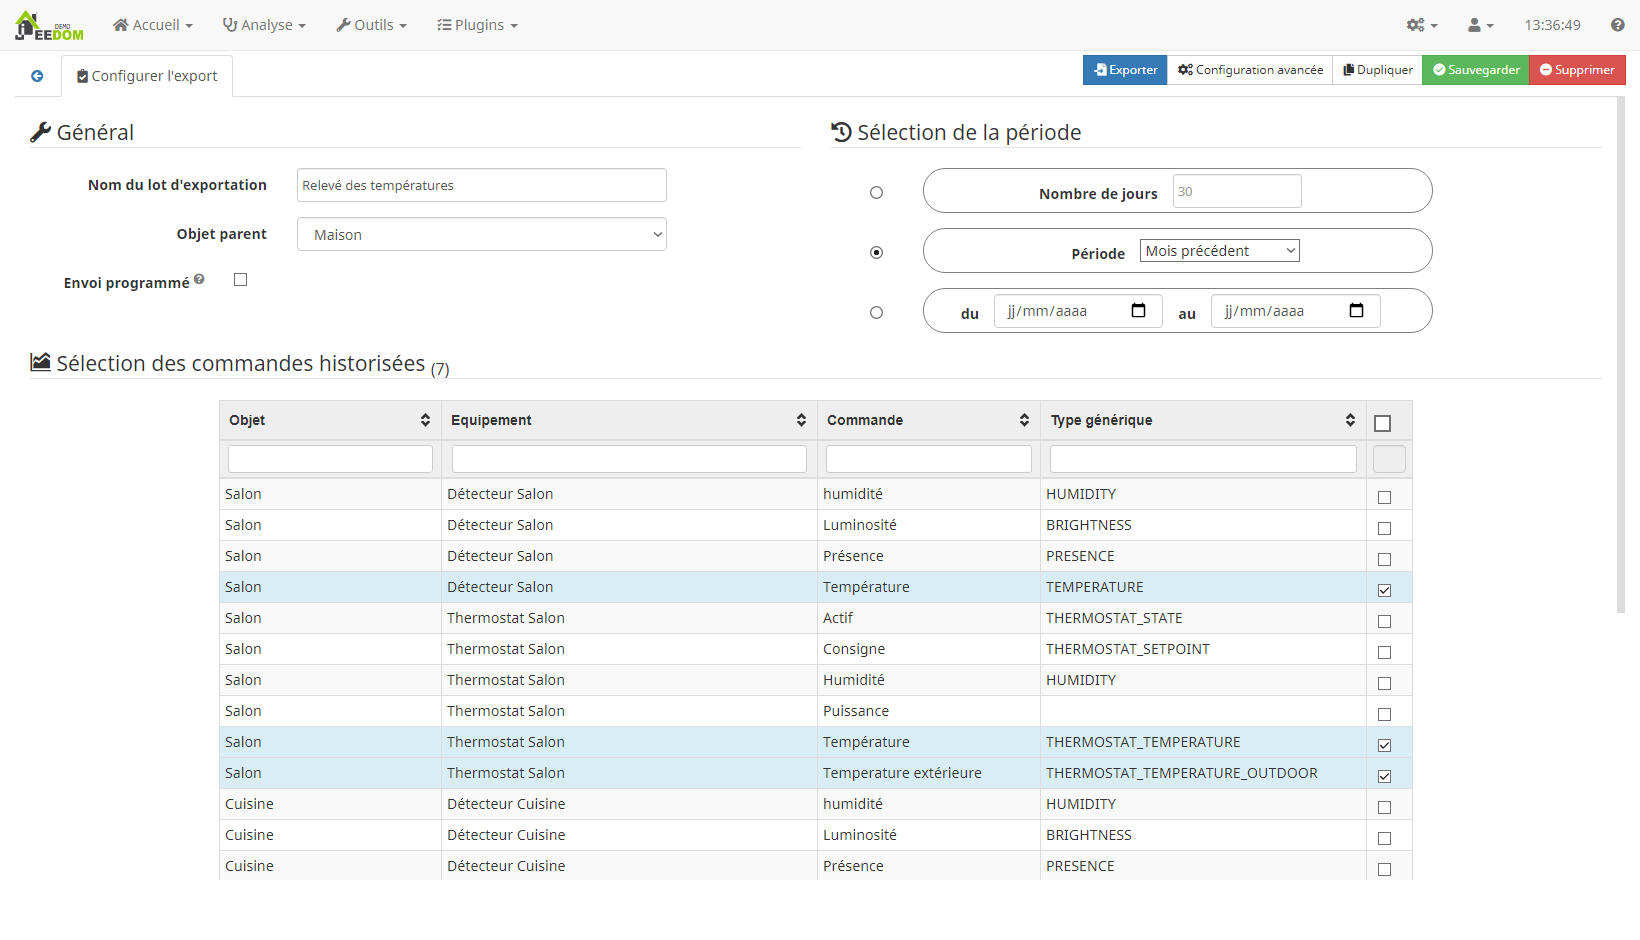 DEMO
JEEDOM Accueil Analyse Outils Plugins 13:36:49
Configurer l'export Exporter Configuration avancée Dupliquer Sauvegarder Supprimer
Général
Nom du lot d'exportation Relevé des températures
Objet parent Maison
Envoi programmé
Sélection de la période
Nombre de jours 30
Période Mois précédent
du jj/mm/aaaa au jj/mm/aaaa
Sélection des commandes historisées (7)
Objet Equipement Commande Type générique
Salon Détecteur Salon humidité HUMIDITY
Salon Détecteur Salon Luminosité BRIGHTNESS
Salon Détecteur Salon Présence PRESENCE
Salon Détecteur Salon Température TEMPERATURE
Salon Thermostat Salon Actif THERMOSTAT_STATE
Salon Thermostat Salon Consigne THERMOSTAT_SETPOINT
Salon Thermostat Salon Humidité HUMIDITY
Salon Thermostat Salon Puissance
Salon Thermostat Salon Température THERMOSTAT_TEMPERATURE
Salon Thermostat Salon Temperature extérieure THERMOSTAT_TEMPERATURE_OUTDOOR
Cuisine Détecteur Cuisine humidité HUMIDITY
Cuisine Détecteur Cuisine Luminosité BRIGHTNESS
Cuisine Détecteur Cuisine Présence PRESENCE